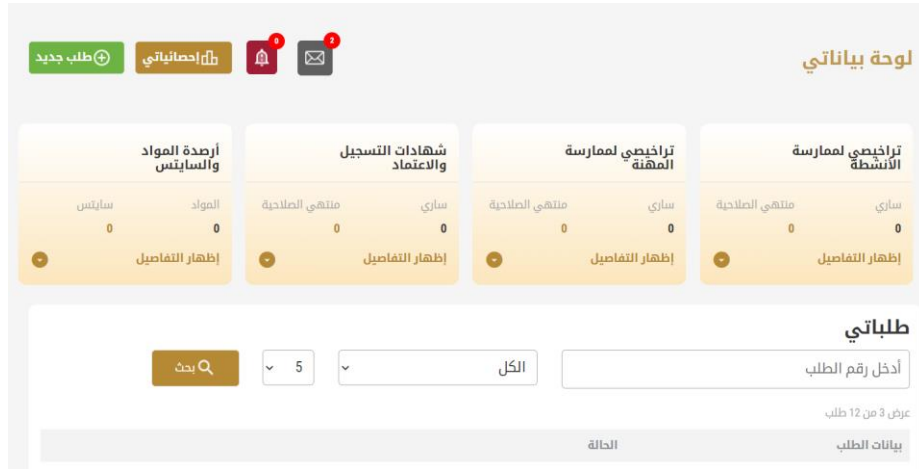 لوحة بياناتي
2
0
إحصائياتي
طلب جديد
تراخيصي لممارسة
الأنشطة
ساري
منتهي الصلاحية
0
0
إظهار التفاصيل
تراخيصي لممارسة
المهنة
ساري
منتهي الصلاحية
0
0
إظهار التفاصيل
شهادات التسجيل
والاعتماد
ساري
منتهي الصلاحية
0
0
إظهار التفاصيل
أرصدة المواد
والسايتس
المواد
سايتس
0
0
إظهار التفاصيل
طلباتي
أدخل رقم الطلب
الكل
5
بحث
عرض 3 من 12 طلب
بيانات الطلب
الحالة